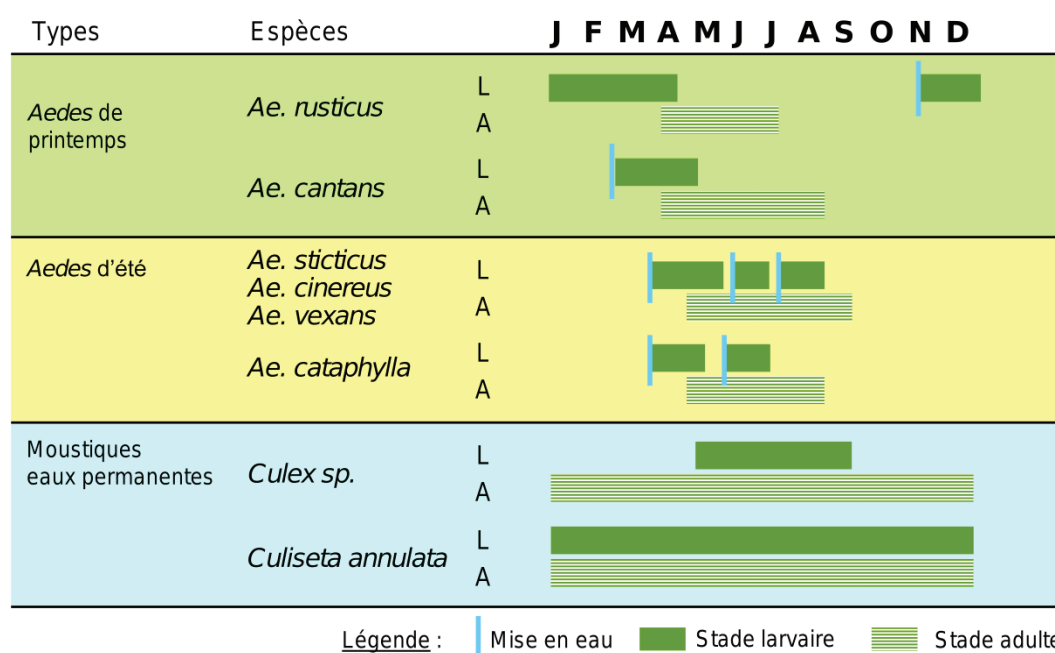 Types Espèces J F M A M J J A S O N D
Aedes de
printemps
Ae. rusticus L
A
Ae. cantans L
A
Aedes d'été
Ae. sticticus
Ae. cinereus
Ae. vexans
L
A
Ae. cataphylla L
A
Moustiques
eaux permanentes
Culex sp. L
A
Culiseta annulata L
A
Légende : Mise en eau Stade larvaire Stade adulte